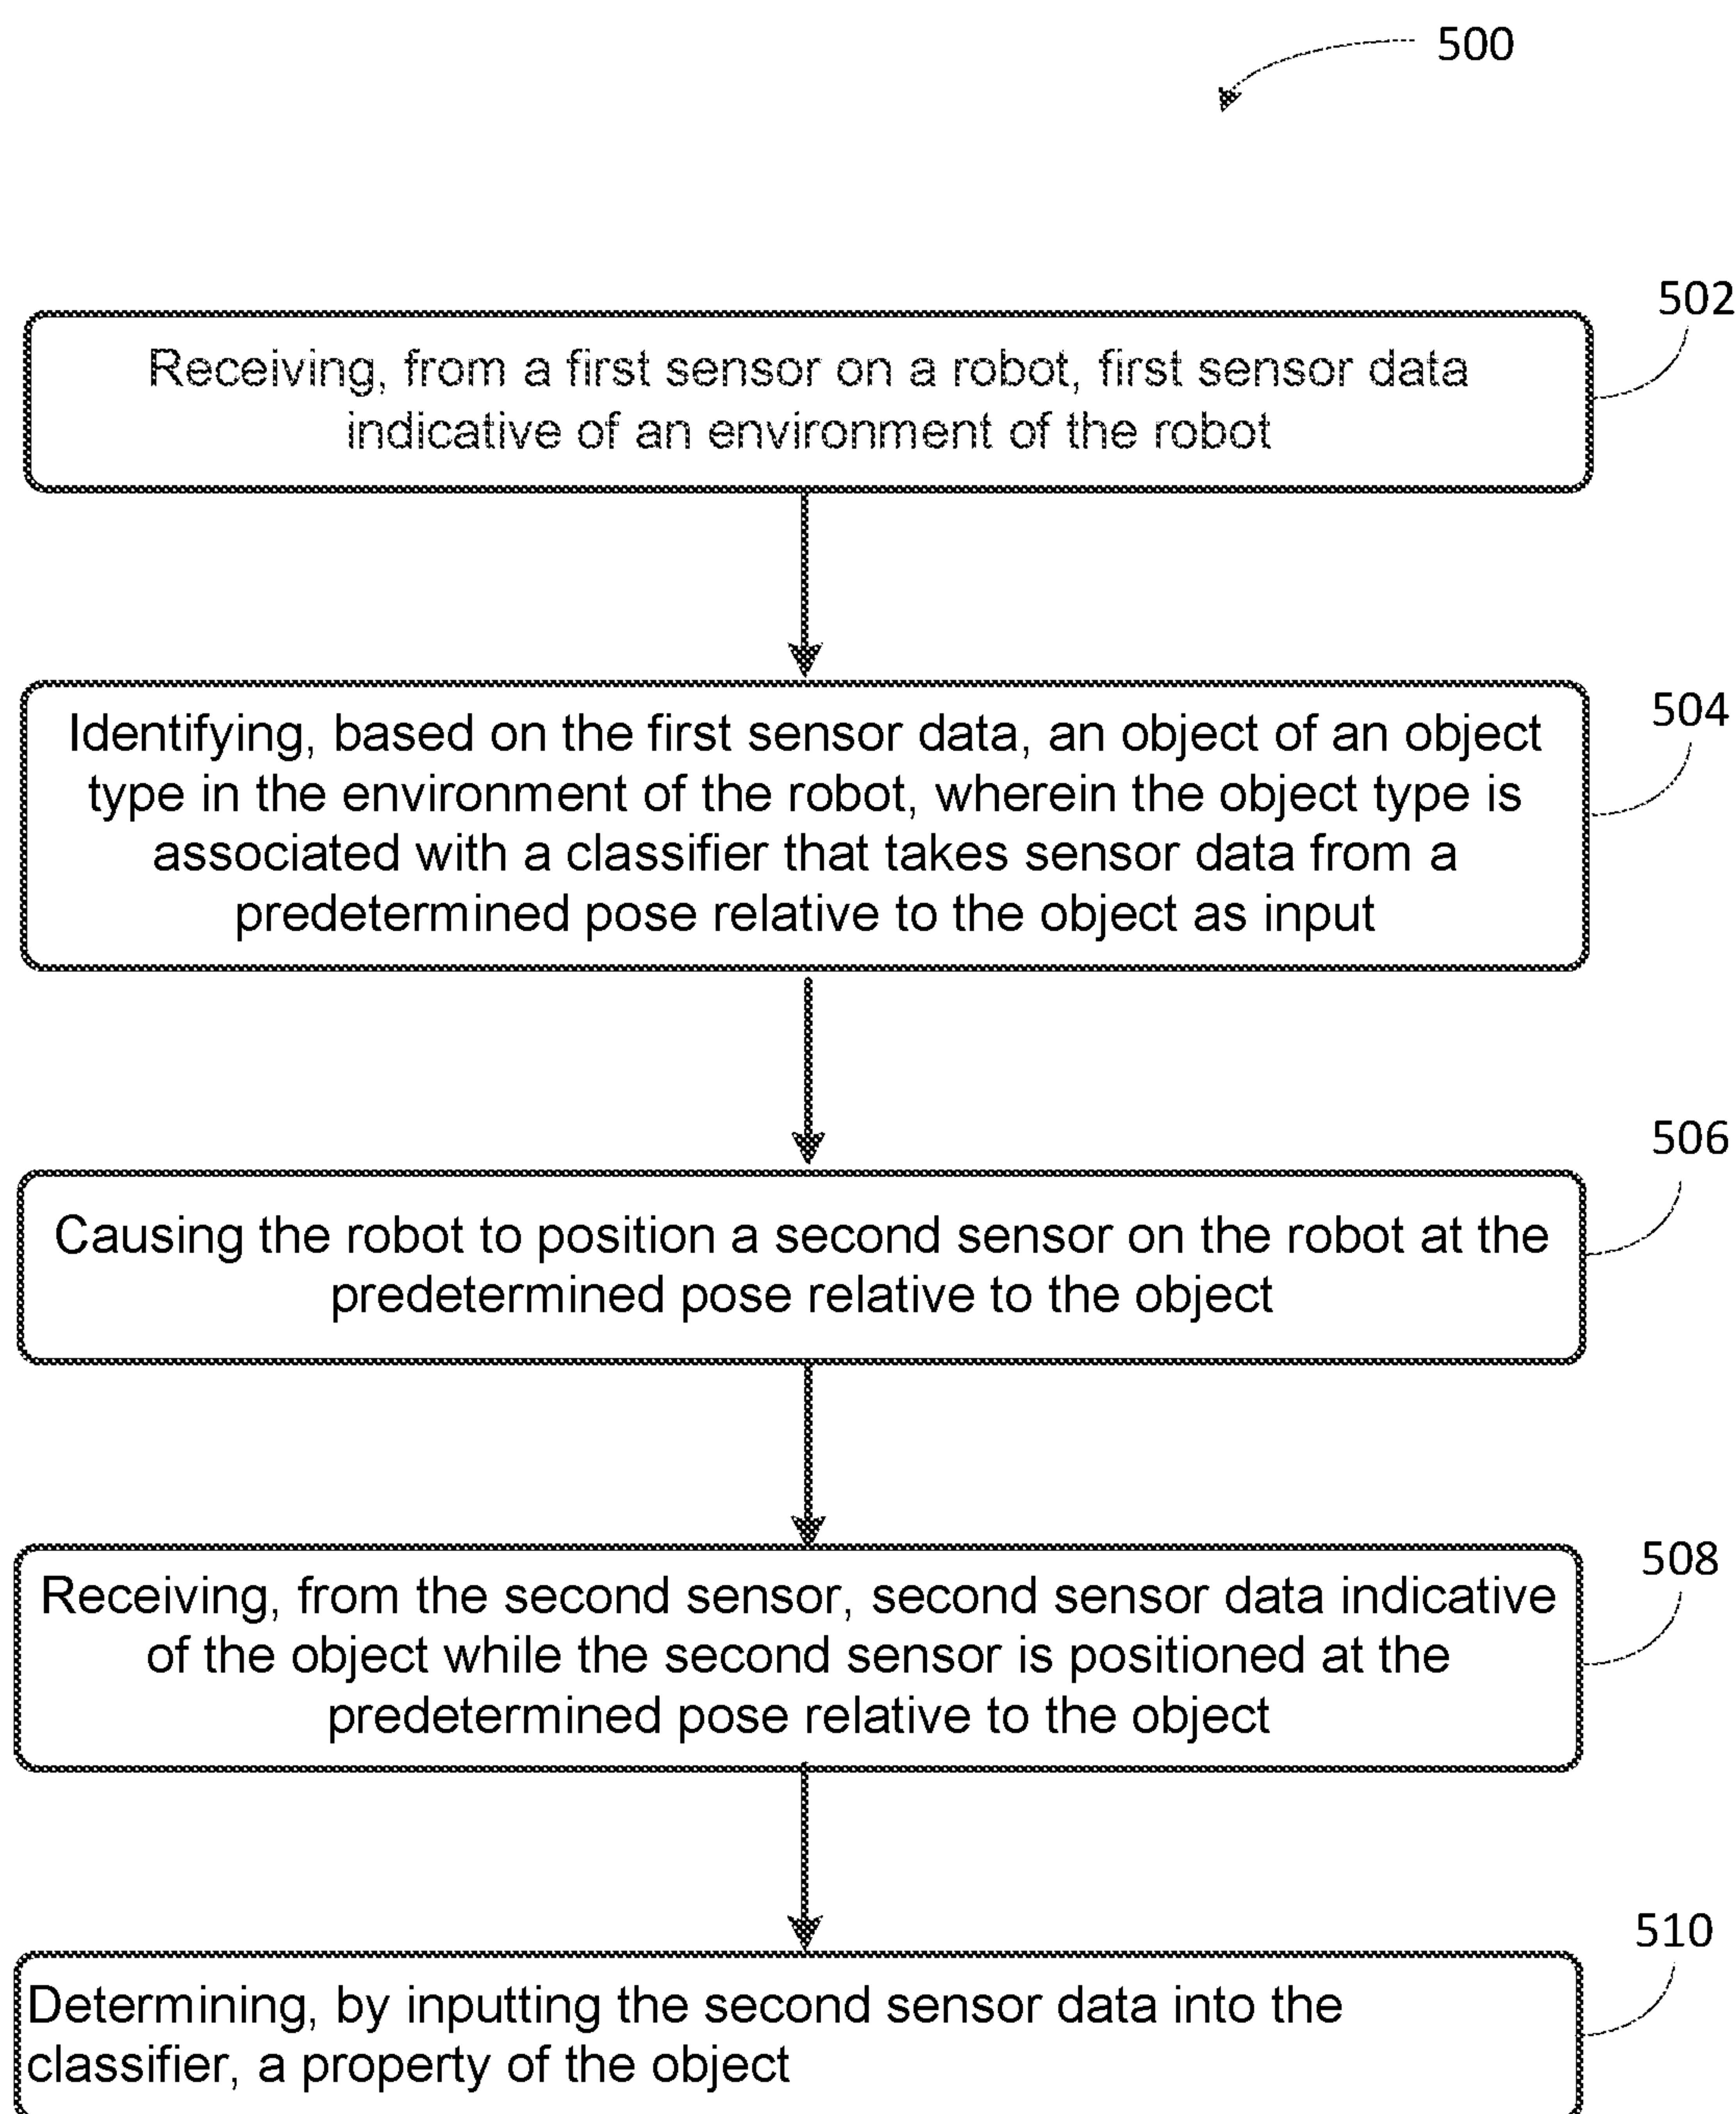 500
502
Receiving, from a first sensor on a robot, first sensor data
indicative of an environment of the robot
504
Identifying, based on the first sensor data, an object of an object
type in the environment of the robot, wherein the object type is
associated with a classifier that takes sensor data from a
predetermined pose relative to the object as input
506
Causing the robot to position a second sensor on the robot at the
predetermined pose relative to the object
508
Receiving, from the second sensor, second sensor data indicative
of the object while the second sensor is positioned at the
predetermined pose relative to the object
510
Determining, by inputting the second sensor data into the
classifier, a property of the object